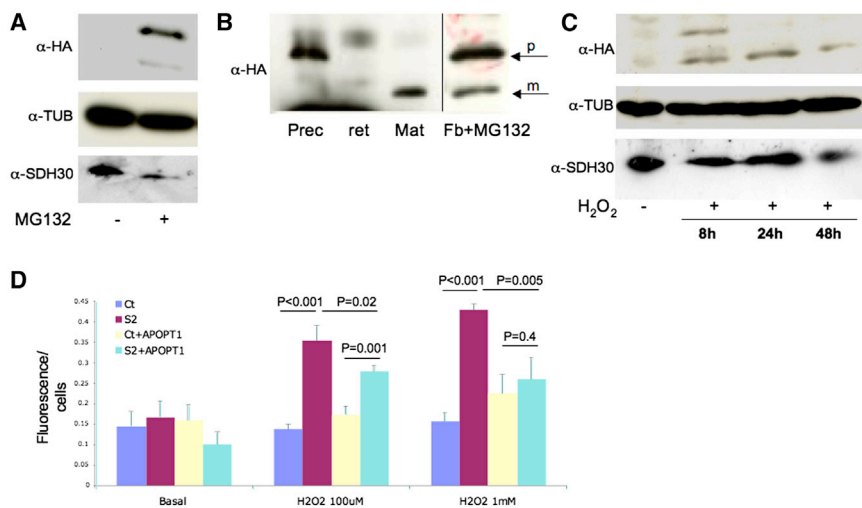 A
α-HA
α-TUB
α-SDH30
MG132 - +
B
α-HA
p
m
Prec ret Mat Fb+MG132
C
α-HA
α-TUB
α-SDH30
H₂O₂ - + + +
8h 24h 48h
D
Fluorescence/
cells
0.45
0.4
0.35
0.3
0.25
0.2
0.15
0.1
0.05
0
Ct
S2
Ct+APOPT1
S2+APOPT1
P<0.001 P=0.02
P=0.001
P<0.001 P=0.005
P=0.4
Basal H2O2 100uM H2O2 1mM